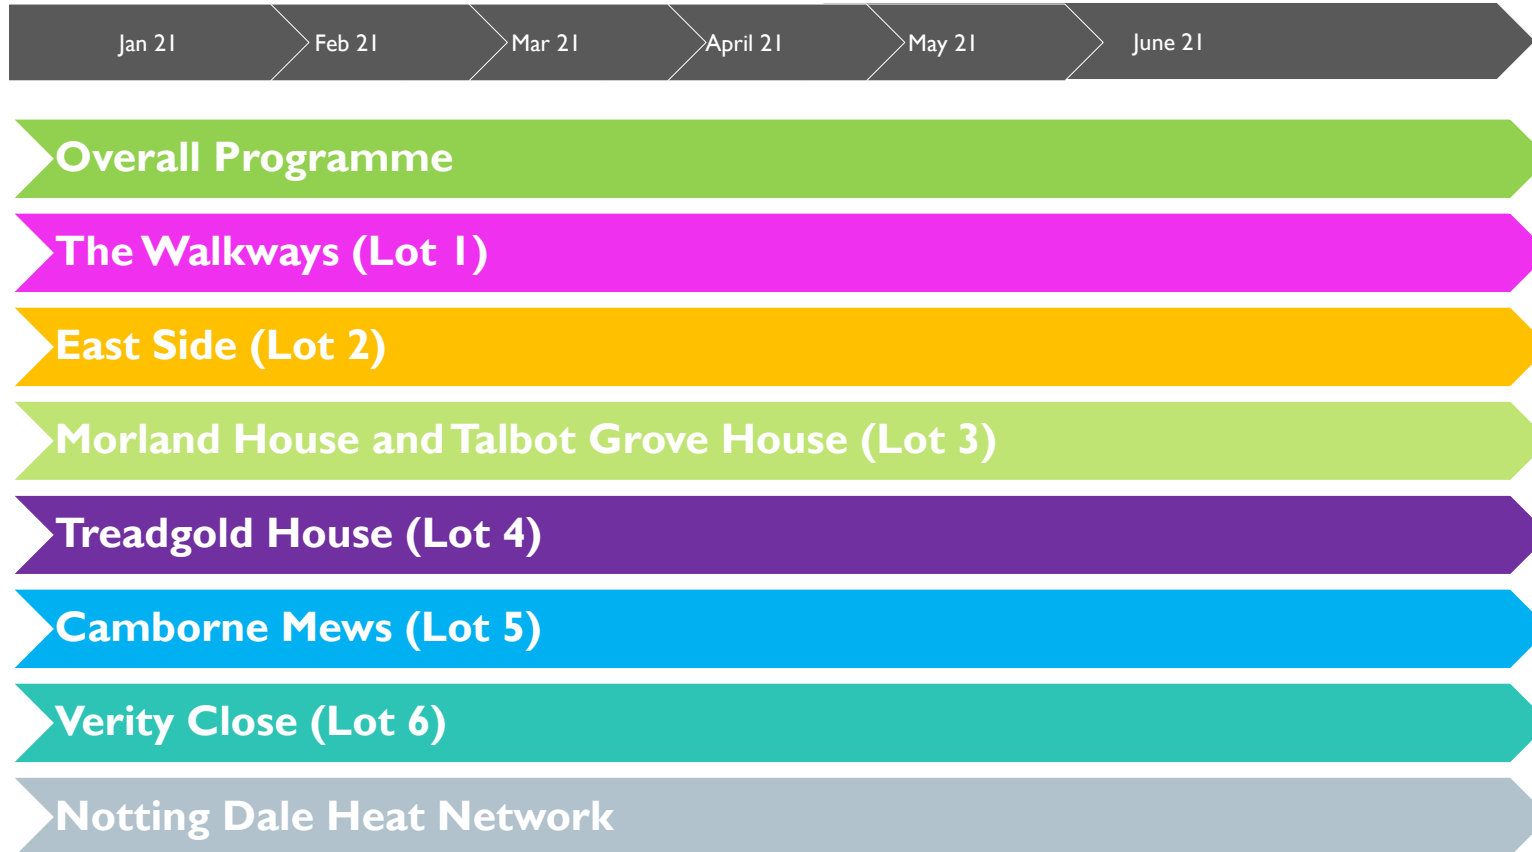 Jan 21 Feb 21 Mar 21 April 21 May 21 June 21
Overall Programme
The Walkways (Lot 1)
East Side (Lot 2)
Morland House and Talbot Grove House (Lot 3)
Treadgold House (Lot 4)
Camborne Mews (Lot 5)
Verity Close (Lot 6)
Notting Dale Heat Network